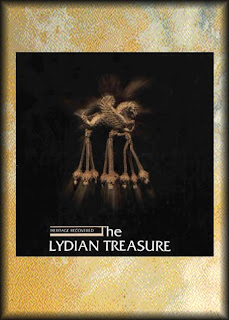 HERITAGE RECOVERED
The
LYDIAN TREASURE